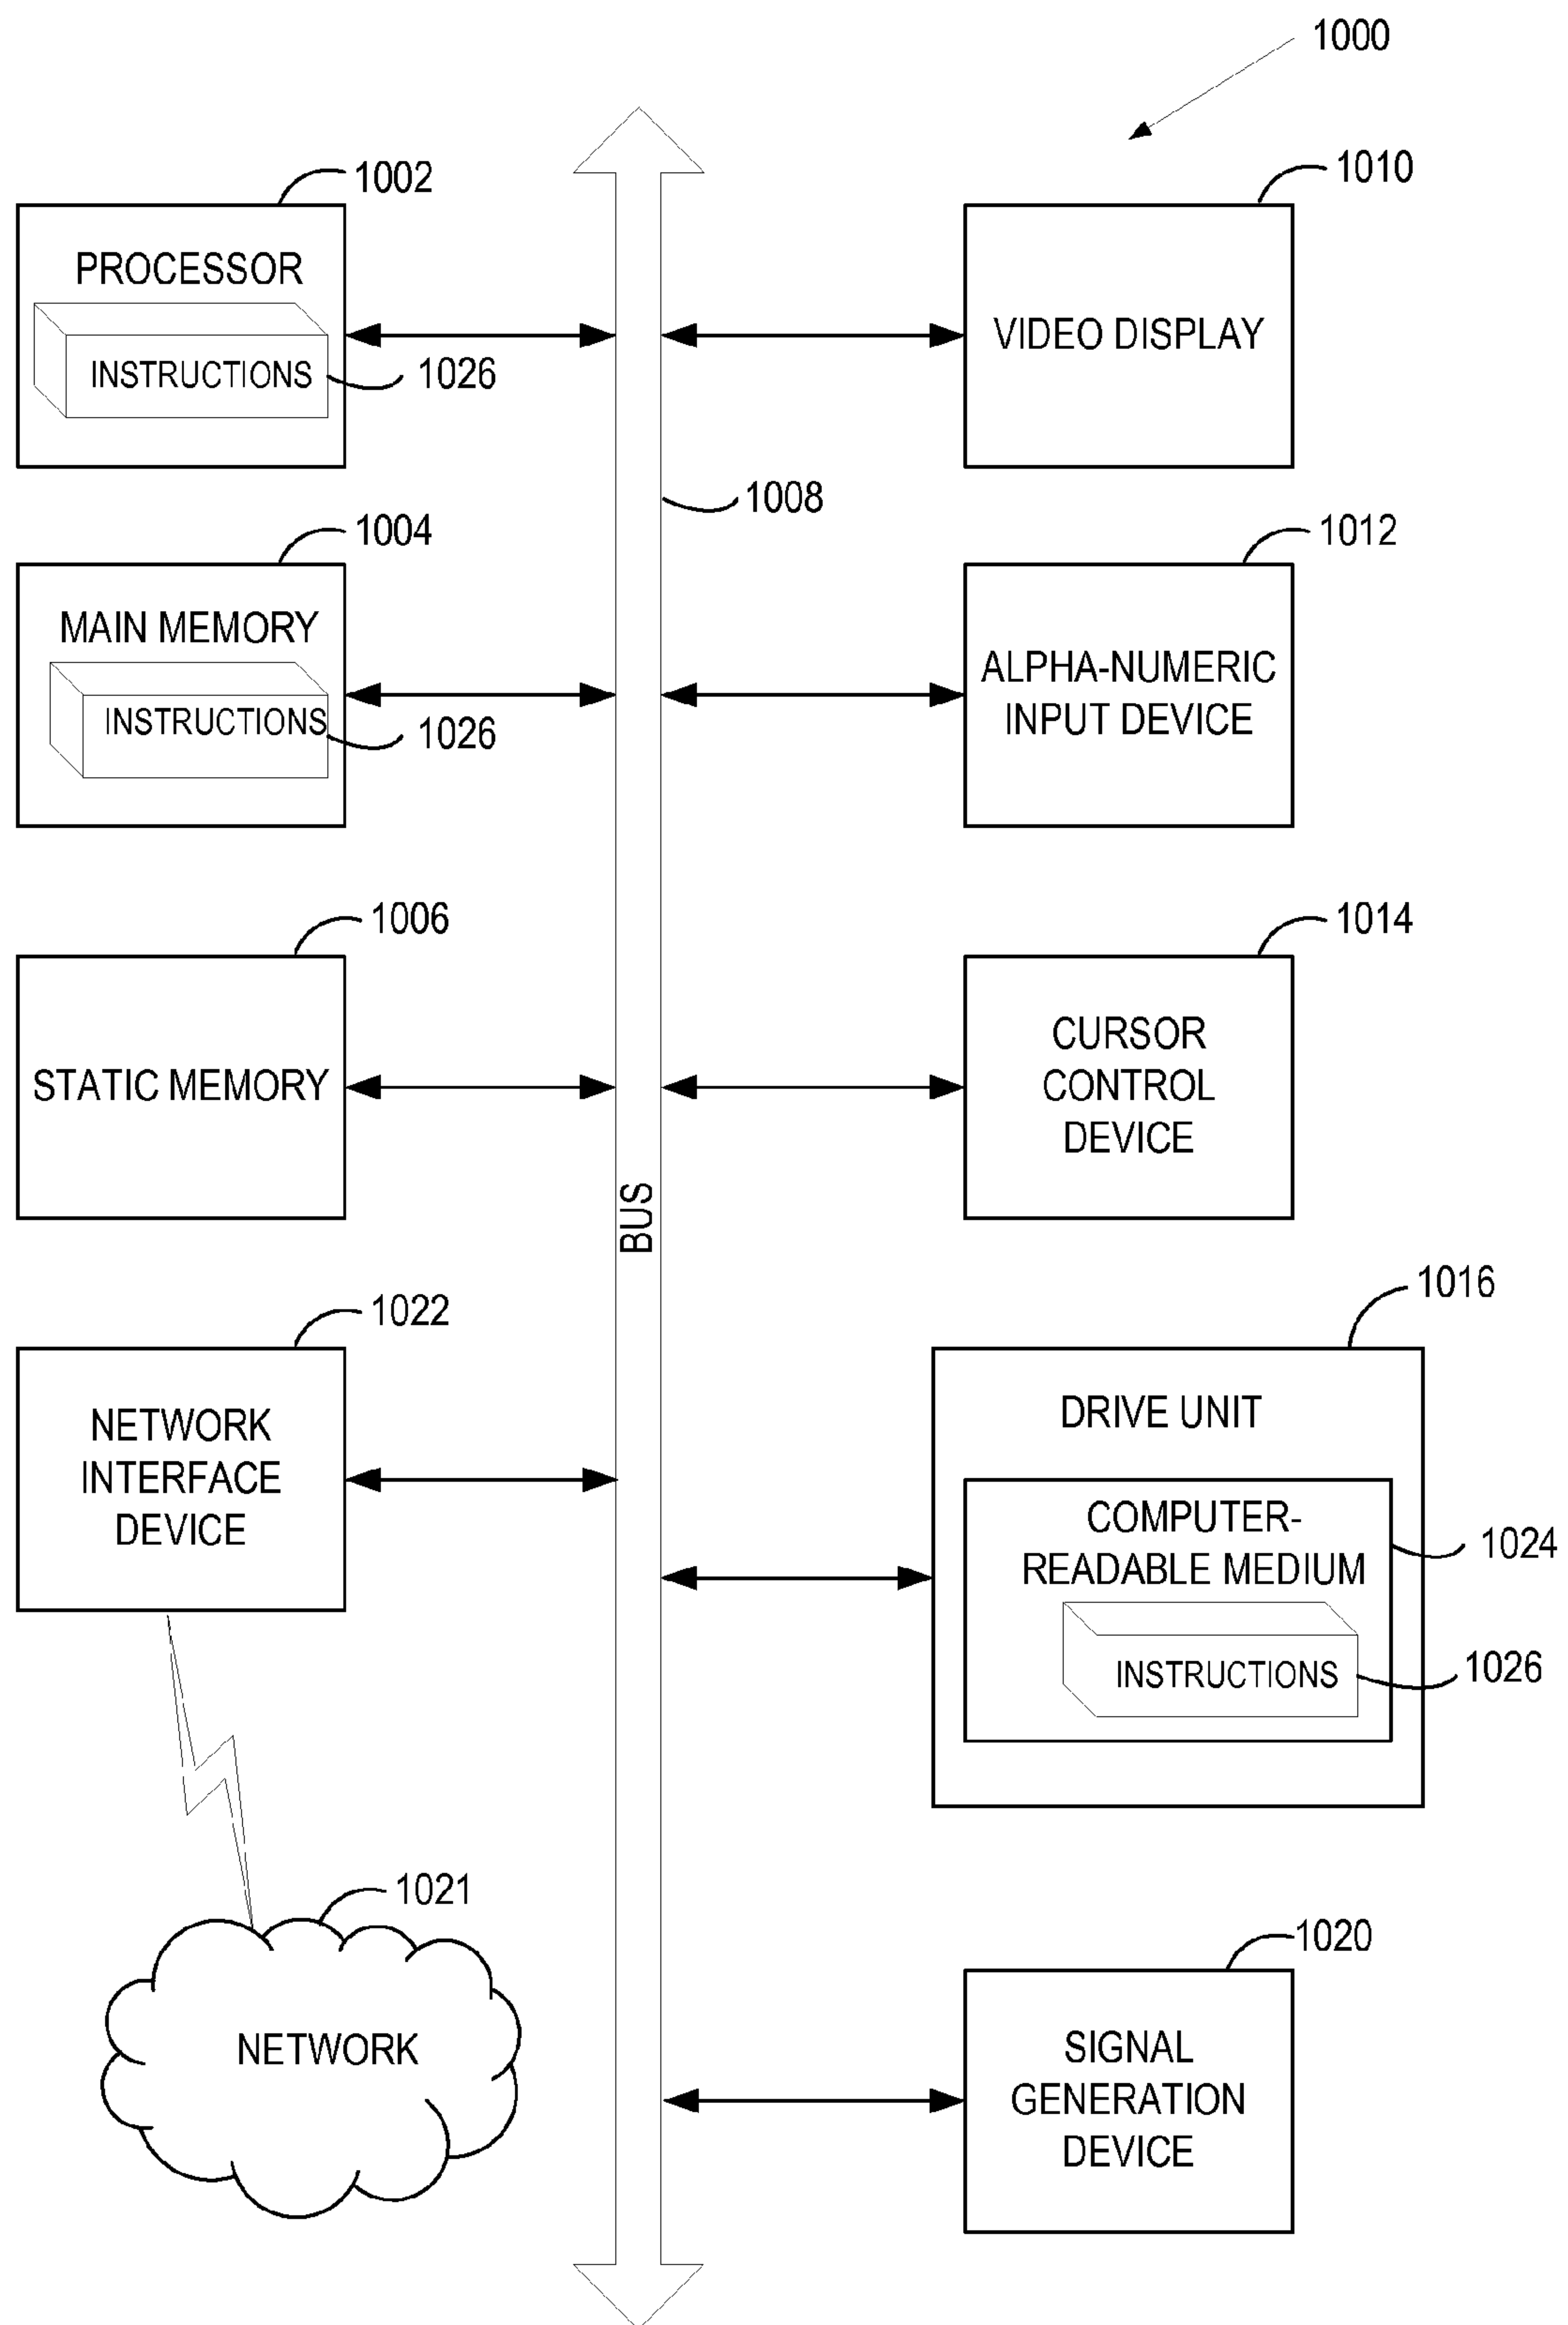 1000
1002
PROCESSOR
INSTRUCTIONS
1026
1004
MAIN MEMORY
INSTRUCTIONS
1026
1006
STATIC MEMORY
1022
NETWORK
INTERFACE
DEVICE
1021
NETWORK
1008
BUS
1010
VIDEO DISPLAY
1012
ALPHA-NUMERIC
INPUT DEVICE
1014
CURSOR
CONTROL
DEVICE
1016
DRIVE UNIT
COMPUTER-
READABLE MEDIUM
1024
INSTRUCTIONS
1026
1020
SIGNAL
GENERATION
DEVICE